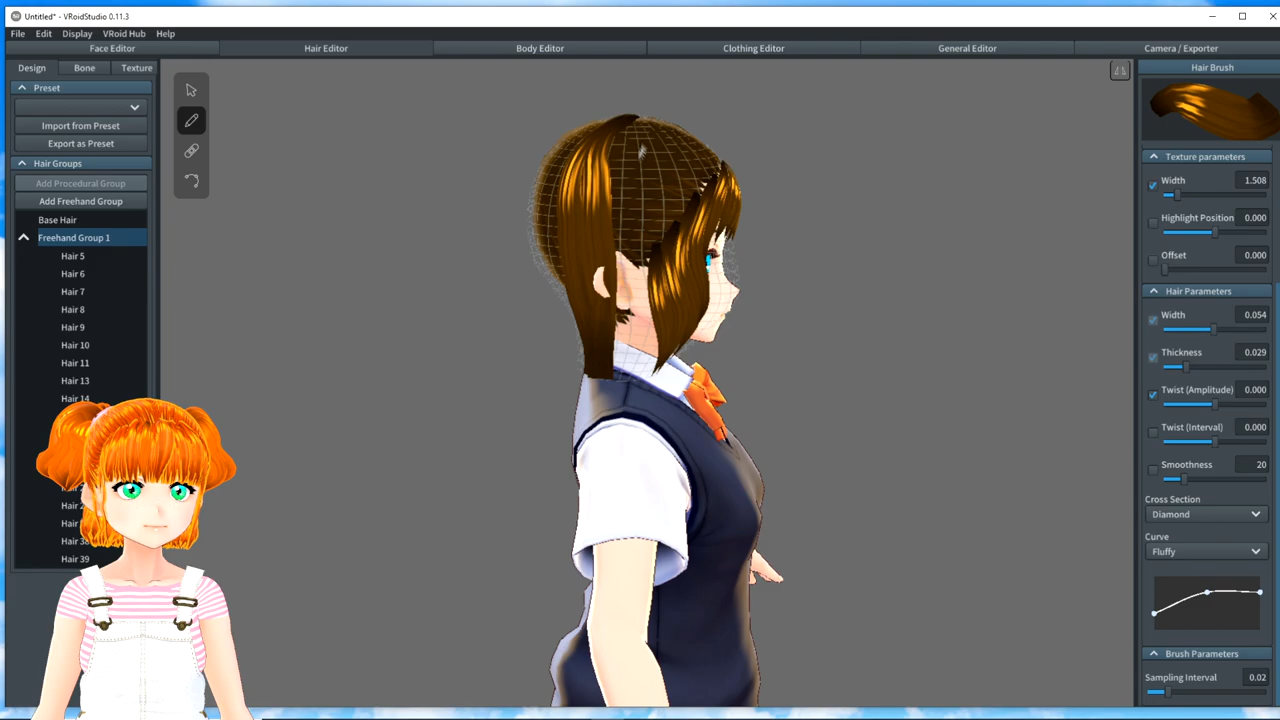 Untitled* - VRoidStudio 0.11.3
File Edit Display VRoid Hub Help
Face Editor Hair Editor Body Editor Clothing Editor General Editor Camera / Exporter
Design Bone Texture
Preset
Import from Preset
Export as Preset
Hair Groups
Add Procedural Group
Add Freehand Group
Base Hair
Freehand Group 1
Hair 5
Hair 6
Hair 7
Hair 8
Hair 9
Hair 10
Hair 11
Hair 13
Hair 14
Hair
Hair
Hair 39
Hair Brush
Texture parameters
Width 1.508
Highlight Position 0.000
Offset 0.000
Hair Parameters
Width 0.054
Thickness 0.029
Twist (Amplitude) 0.000
Twist (Interval) 0.000
Smoothness 20
Cross Section
Diamond
Curve
Fluffy
Brush Parameters
Sampling Interval 0.02